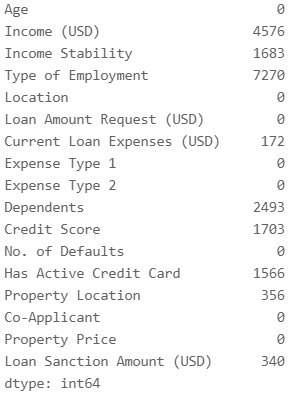 Age 0
Income (USD) 4576
Income Stability 1683
Type of Employment 7270
Location 0
Loan Amount Request (USD) 0
Current Loan Expenses (USD) 172
Expense Type 1 0
Expense Type 2 0
Dependents 2493
Credit Score 1703
No. of Defaults 0
Has Active Credit Card 1566
Property Location 356
Co-Applicant 0
Property Price 0
Loan Sanction Amount (USD) 340
dtype: int64